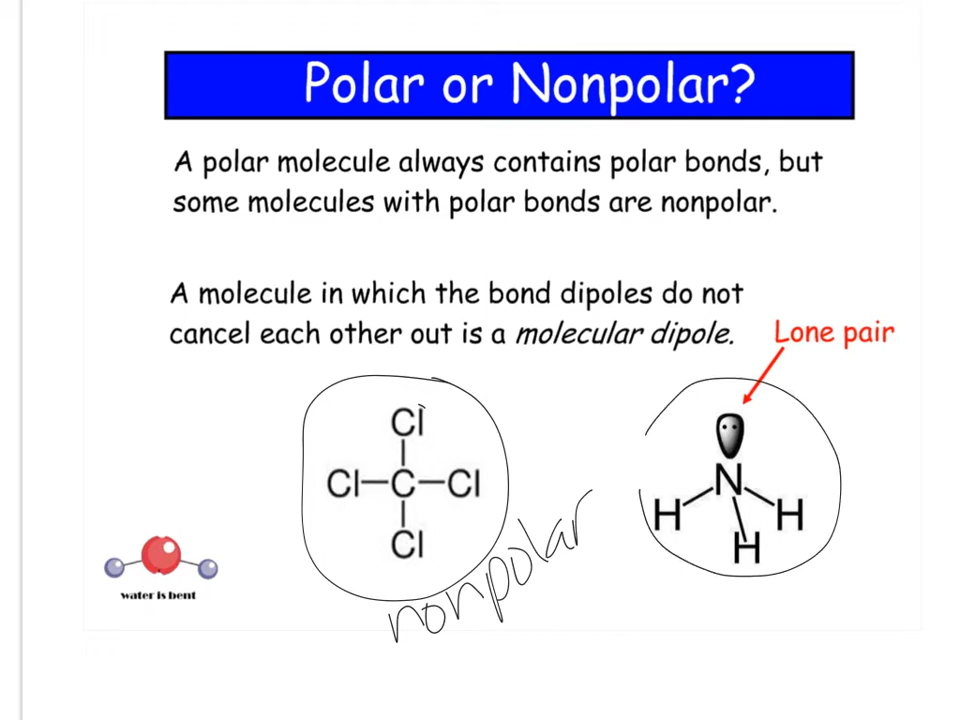 Polar or Nonpolar?
A polar molecule always contains polar bonds, but
some molecules with polar bonds are nonpolar.
A molecule in which the bond dipoles do not
cancel each other out is a molecular dipole.
Lone pair
Cl
Cl–C–Cl
Cl
N
H H
H
nonpolar
water is bent